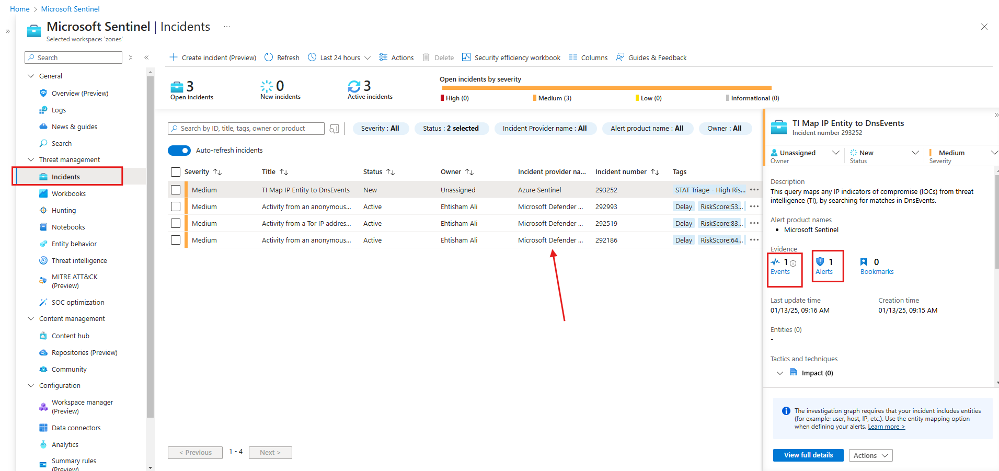 Home > Microsoft Sentinel
Microsoft Sentinel | Incidents ...
Selected workspace: 'zones'
Search
General
Overview (Preview)
Logs
News & guides
Search
Threat management
Incidents
Workbooks
Hunting
Notebooks
Entity behavior
Threat intelligence
MITRE ATT&CK
(Preview)
SOC optimization
Content management
Content hub
Repositories (Preview)
Community
Configuration
Workspace manager
(Preview)
Data connectors
Analytics
Summary rules
(Preview)
Create incident (Preview) Refresh Last 24 hours Actions Delete Security efficiency workbook Columns Guides & Feedback
3 Open incidents
0 New incidents
3 Active incidents
Open incidents by severity
High (0) Medium (3) Low (0) Informational (0)
Search by ID, title, tags, owner or product
Severity : All Status : 2 selected Incident Provider name : All Alert product name : All Owner : All
Auto-refresh incidents
Severity Title Status Owner Incident provider na... Incident number Tags
Medium TI Map IP Entity to DnsEvents New Unassigned Azure Sentinel 293252 STAT Triage - High Ris... ...
Medium Activity from an anonymous... Active Ehtisham Ali Microsoft Defender ... 292993 Delay RiskScore:53... ...
Medium Activity from a Tor IP addres... Active Ehtisham Ali Microsoft Defender ... 292519 Delay RiskScore:83... ...
Medium Activity from an anonymous... Active Ehtisham Ali Microsoft Defender ... 292186 Delay RiskScore:64... ...
< Previous 1 - 4 Next >
TI Map IP Entity to DnsEvents
Incident number 293252
Unassigned New Medium
Owner Status Severity
Description
This query maps any IP indicators of compromise (IOCs) from threat
intelligence (TI), by searching for matches in DnsEvents.
Alert product names
• Microsoft Sentinel
Evidence
1 1 0
Events Alerts Bookmarks
Last update time Creation time
01/13/25, 09:16 AM 01/13/25, 09:15 AM
Entities (0)
-
Tactics and techniques
Impact (0)
The investigation graph requires that your incident includes entities
(for example: user, host, IP, etc.). Use the entity mapping option
when defining your alerts. Learn more >
View full details Actions